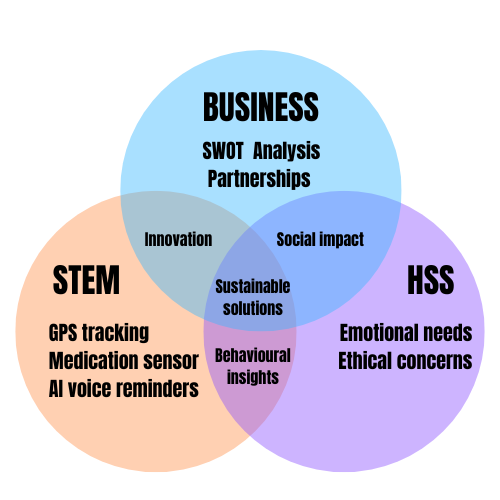 BUSINESS
SWOT Analysis
Partnerships
Innovation
Social impact
STEM
GPS tracking
Medication sensor
AI voice reminders
Sustainable
solutions
Behavioural
insights
HSS
Emotional needs
Ethical concerns